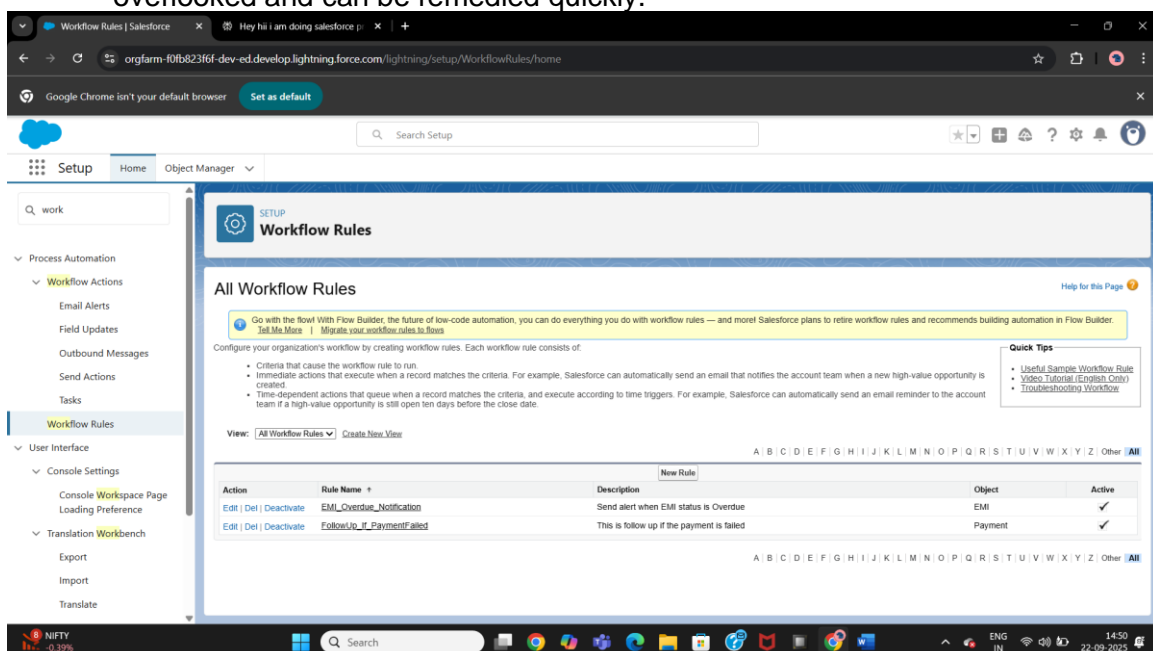 overlooked and can be remedied quickly.
Workflow Rules | Salesforce
Hey hii i am doing salesforce pr
orgfarm-f0fb823f6f-dev-ed.develop.lightning.force.com/lightning/setup/WorkflowRules/home
Google Chrome isn't your default browser
Set as default
Search Setup
Setup
Home
Object Manager
work
SETUP
Workflow Rules
Process Automation
Workflow Actions
Email Alerts
Field Updates
Outbound Messages
Send Actions
Tasks
Workflow Rules
User Interface
Console Settings
Console Workspace Page
Loading Preference
Translation Workbench
Export
Import
Translate
All Workflow Rules
Help for this Page
Go with the flow! With Flow Builder, the future of low-code automation, you can do everything you do with workflow rules — and more! Salesforce plans to retire workflow rules and recommends building automation in Flow Builder.
Tell Me More | Migrate your workflow rules to flows
Configure your organization's workflow by creating workflow rules. Each workflow rule consists of:
• Criteria that cause the workflow rule to run.
• Immediate actions that execute when a record matches the criteria. For example, Salesforce can automatically send an email that notifies the account team when a new high-value opportunity is
created.
• Time-dependent actions that queue when a record matches the criteria, and execute according to time triggers. For example, Salesforce can automatically send an email reminder to the account
team if a high-value opportunity is still open ten days before the close date.
Quick Tips
• Useful Sample Workflow Rule
• Video Tutorial (English Only)
• Troubleshooting Workflow
View: All Workflow Rules Create New View
A | B | C | D | E | F | G | H | I | J | K | L | M | N | O | P | Q | R | S | T | U | V | W | X | Y | Z | Other All
New Rule
Action Rule Name ↑ Description Object Active
Edit | Del | Deactivate EMI_Overdue_Notification Send alert when EMI status is Overdue EMI ✓
Edit | Del | Deactivate FollowUp_If_PaymentFailed This is follow up if the payment is failed Payment ✓
A | B | C | D | E | F | G | H | I | J | K | L | M | N | O | P | Q | R | S | T | U | V | W | X | Y | Z | Other All
8
NIFTY
-0.39%
Search
ENG
IN
14:50
22-09-2025